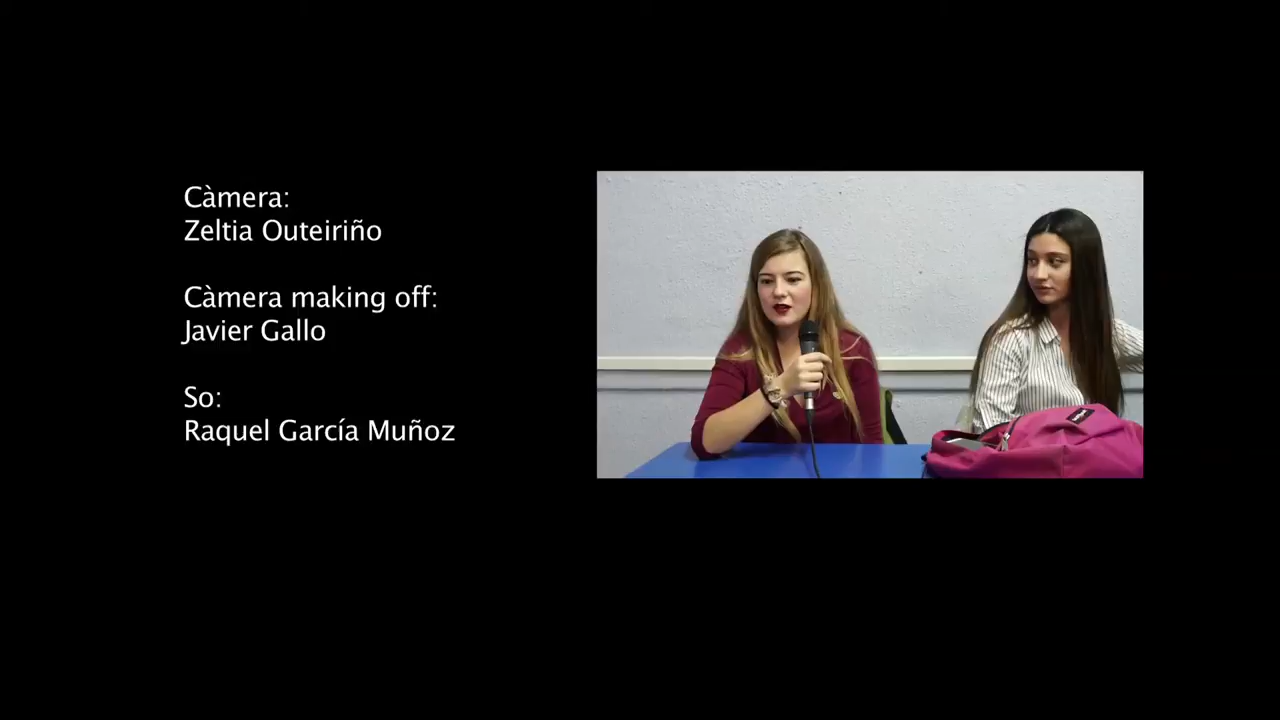 Càmera:
Zeltia Outeiriño
Càmera making off:
Javier Gallo
So:
Raquel García Muñoz